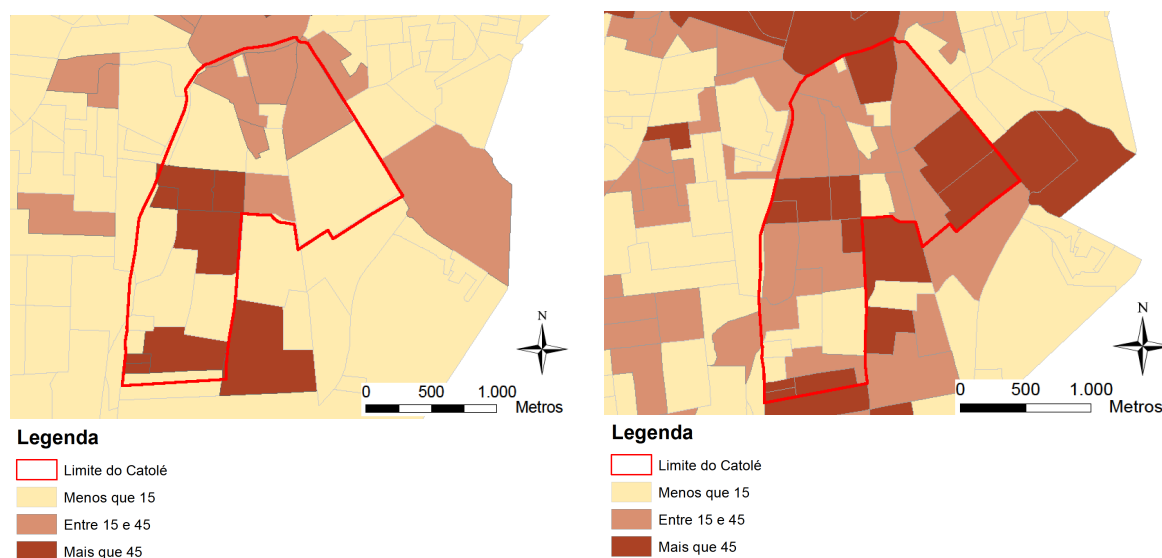 N
0 500 1.000
Metros
Legenda
Limite do Catolé
Menos que 15
Entre 15 e 45
Mais que 45
N
0 500 1.000
Metros
Legenda
Limite do Catolé
Menos que 15
Entre 15 e 45
Mais que 45